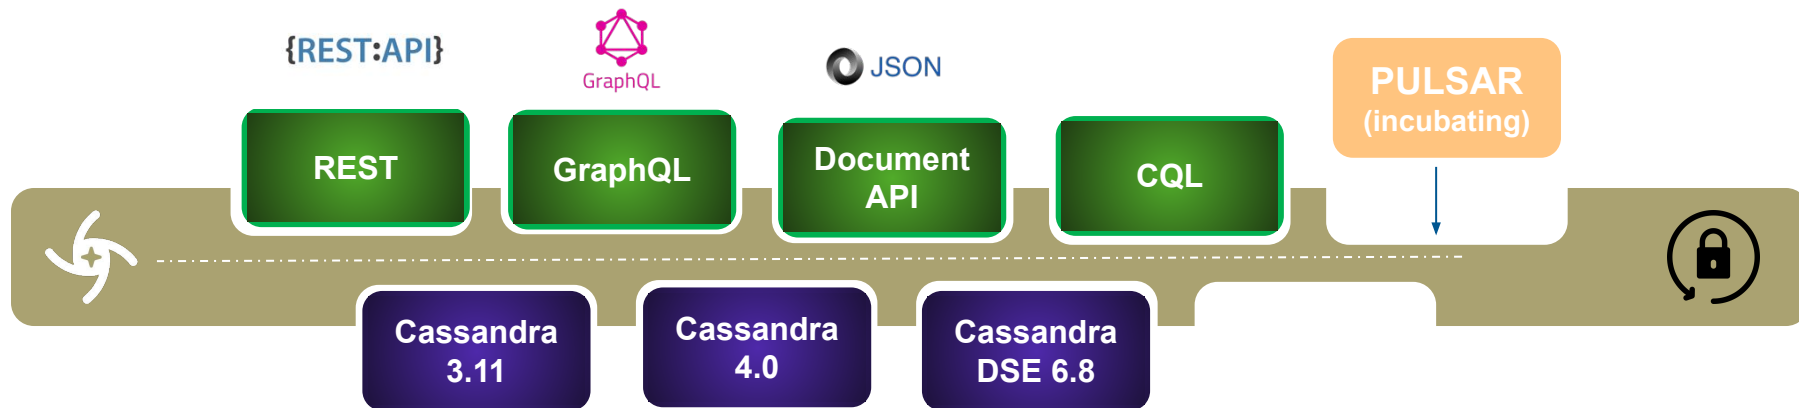 {REST:API}
GraphQL
JSON
PULSAR
(incubating)
REST
GraphQL
Document
API
CQL
Cassandra
3.11
Cassandra
4.0
Cassandra
DSE 6.8